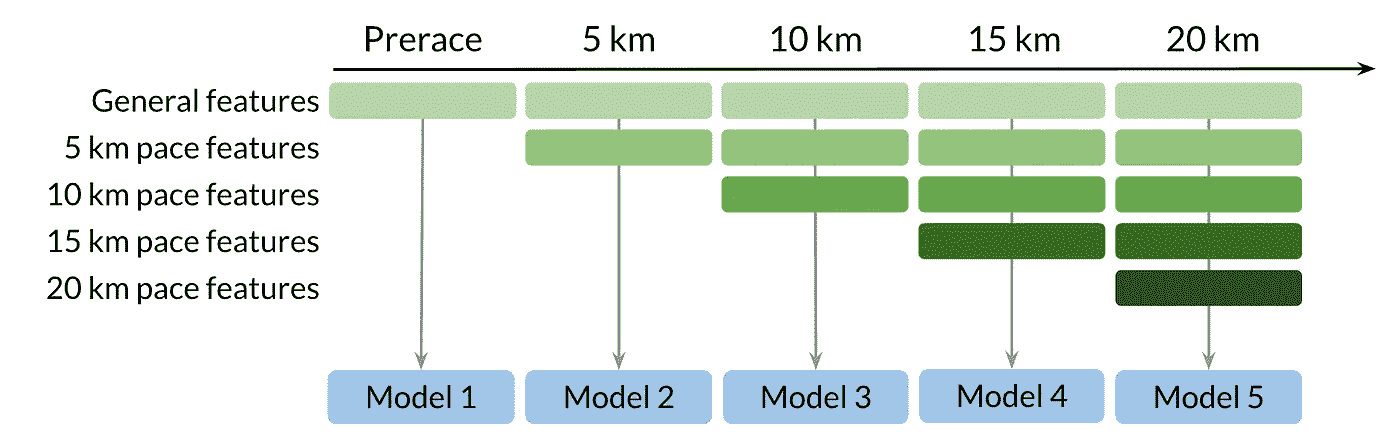 Prerace 5 km 10 km 15 km 20 km
General features
5 km pace features
10 km pace features
15 km pace features
20 km pace features
Model 1 Model 2 Model 3 Model 4 Model 5